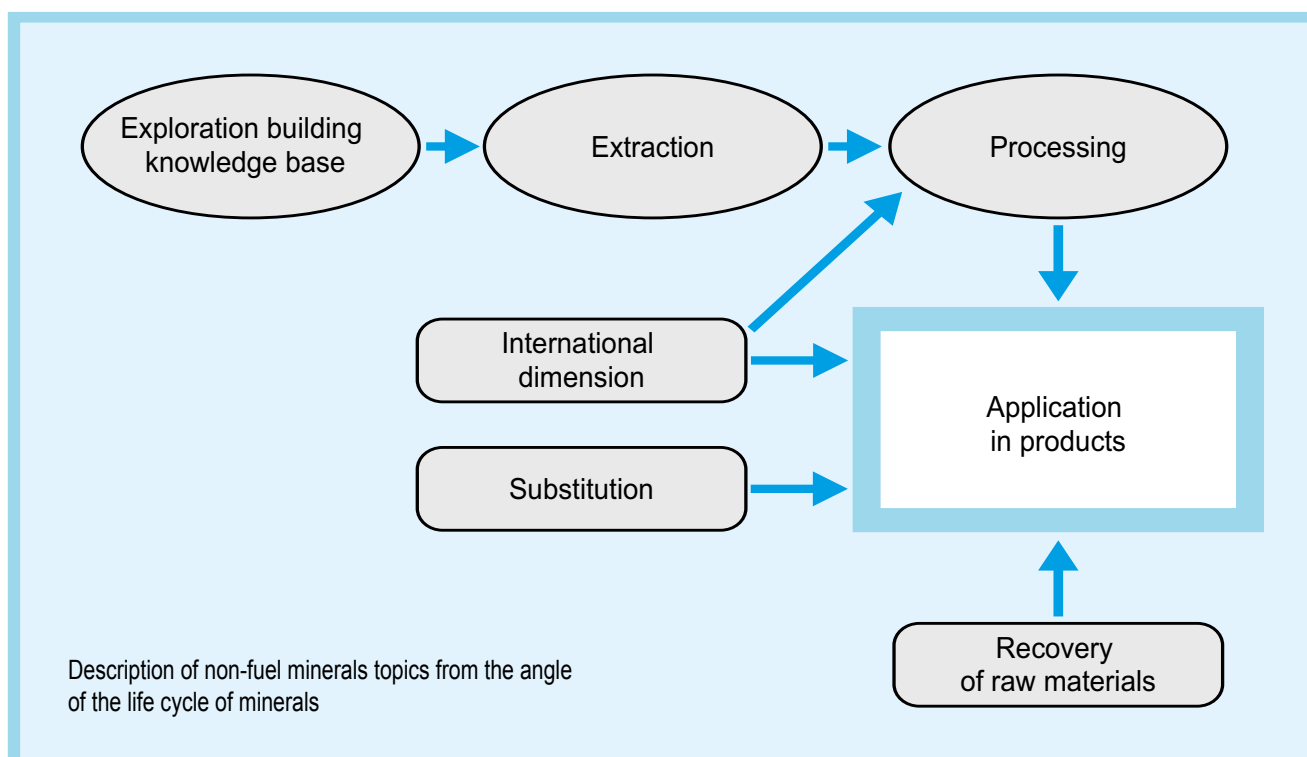 Exploration building
knowledge base
Extraction
Processing
International
dimension
Application
in products
Substitution
Recovery
of raw materials
Description of non-fuel minerals topics from the angle
of the life cycle of minerals